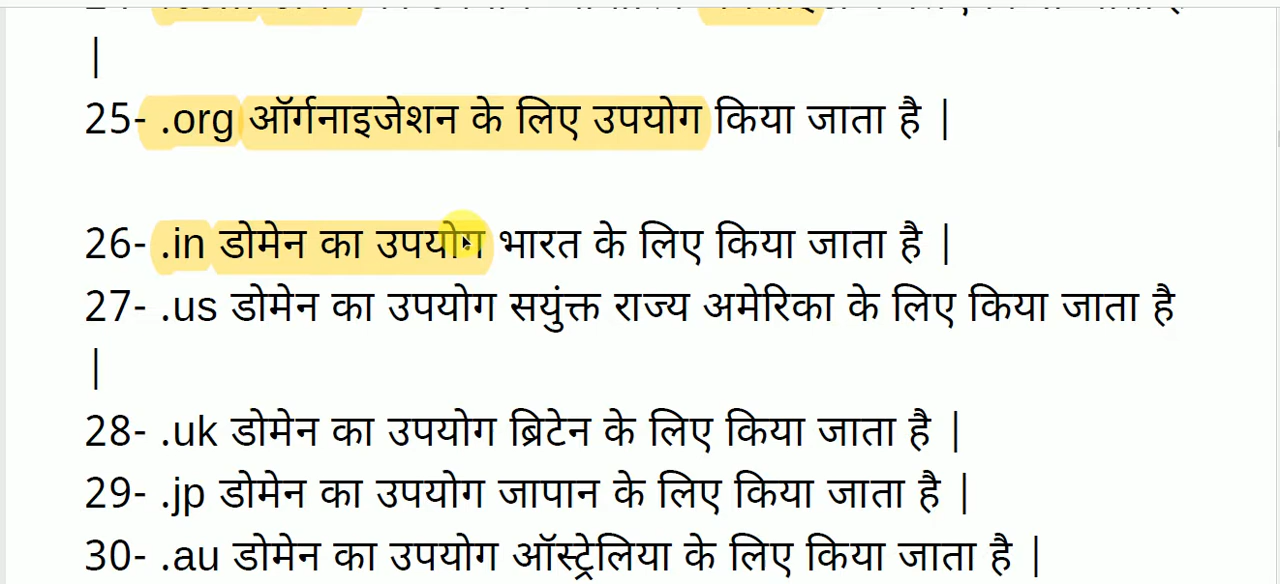 |
25- .org ऑर्गनाइजेशन के लिए उपयोग किया जाता है |
26- .in डोमेन का उपयोग भारत के लिए किया जाता है |
27- .us डोमेन का उपयोग सयुंक्त राज्य अमेरिका के लिए किया जाता है
|
28- .uk डोमेन का उपयोग ब्रिटेन के लिए किया जाता है |
29- .jp डोमेन का उपयोग जापान के लिए किया जाता है |
30- .au डोमेन का उपयोग ऑस्ट्रेलिया के लिए किया जाता है |